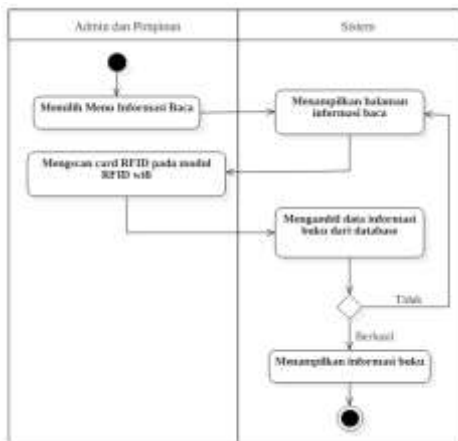 Admin dan Pimpinan
Sistem
Memilih Menu Informasi Baca
Menampilkan halaman
informasi baca
Mengscan card RFID pada modul
RFID wifi
Mengambil data informasi
buku dari database
Tidak
Berhasil
Menampilkan informasi buku